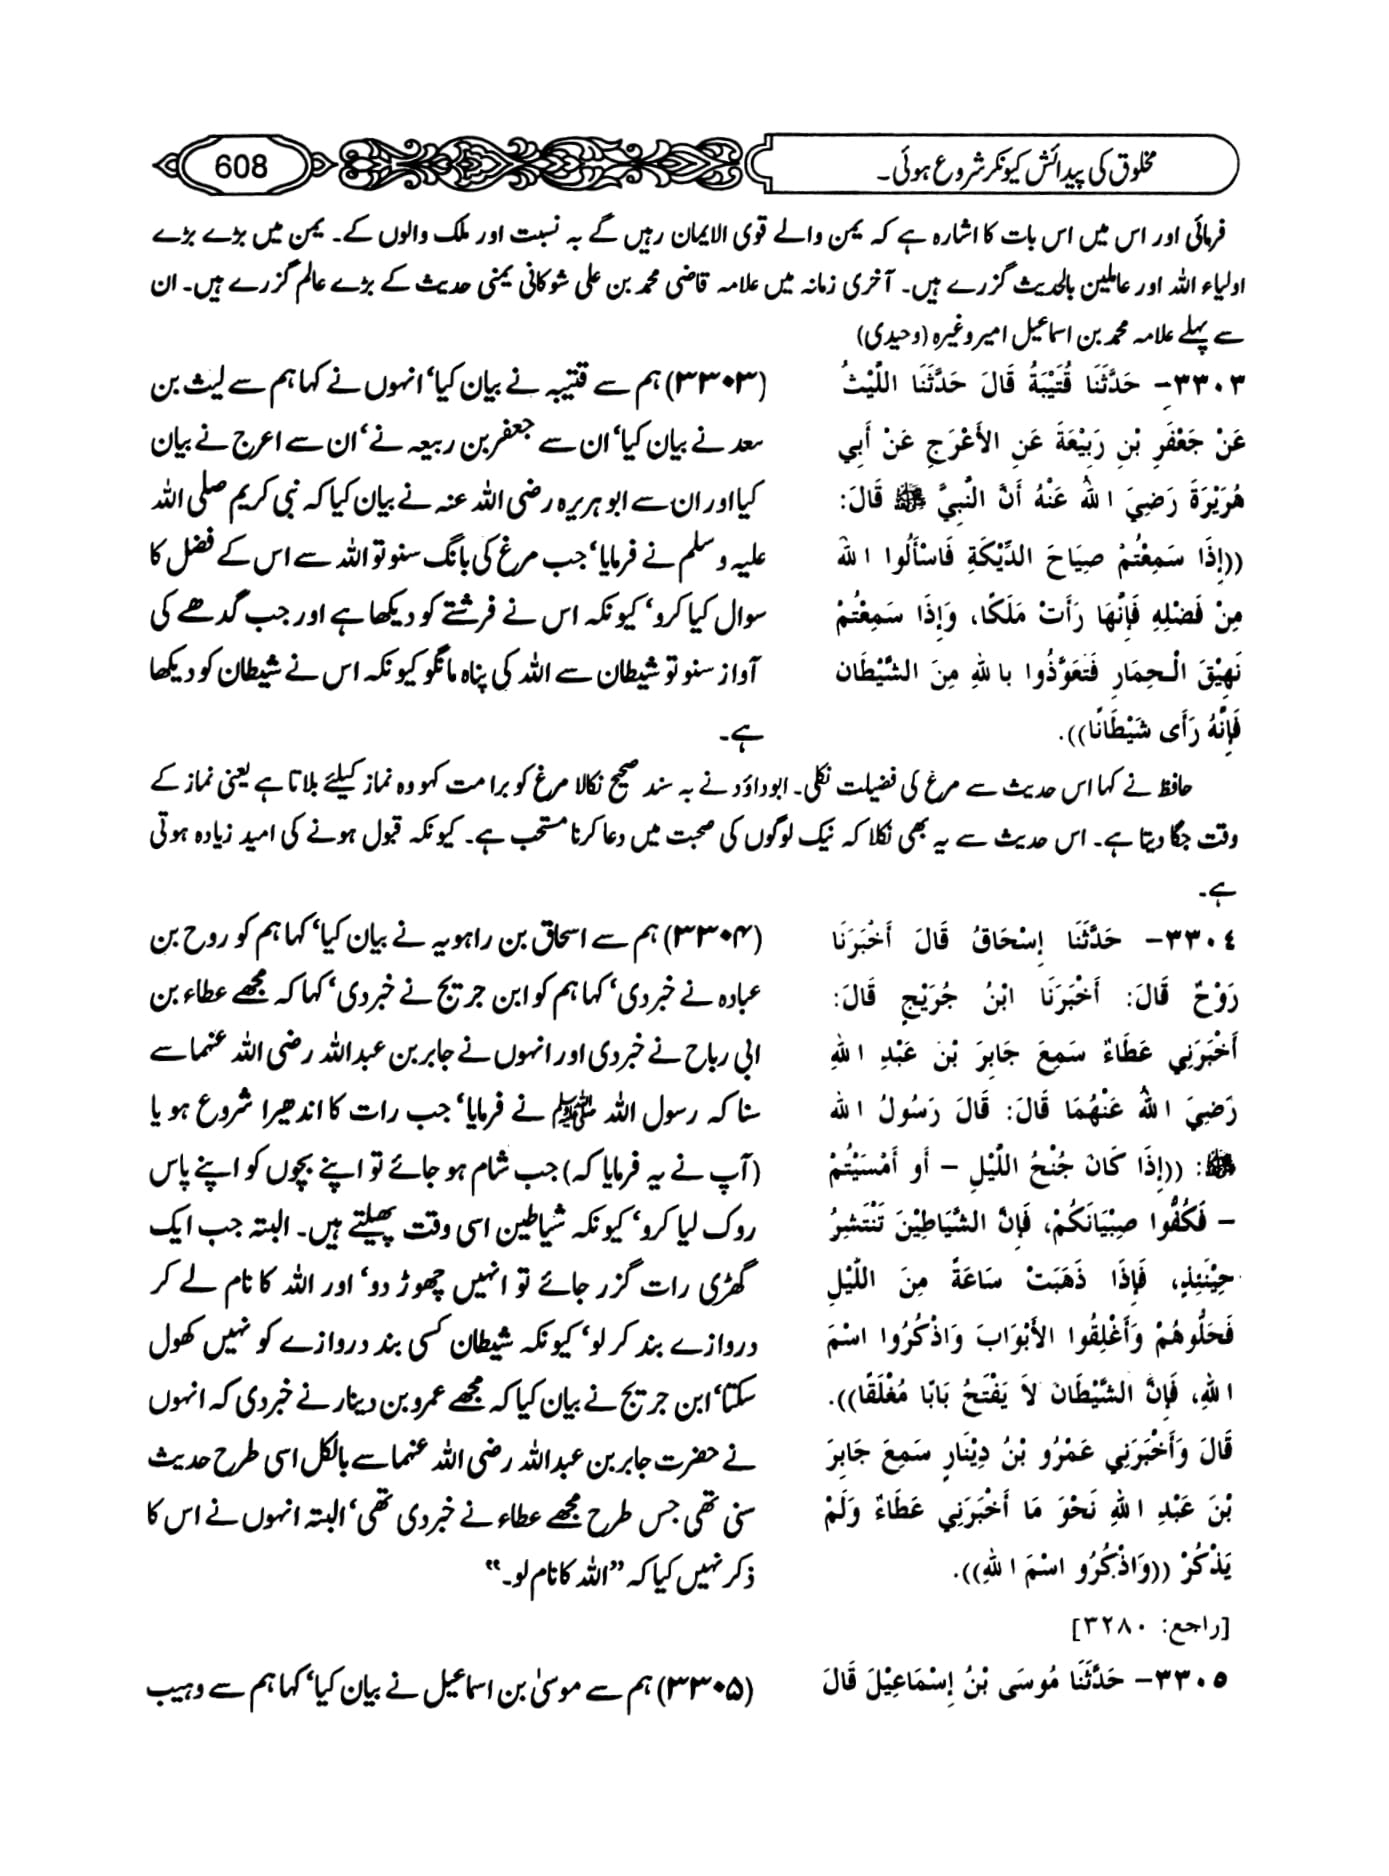 مخلوق کی پیدائش کیونکر شروع ہوئی۔
608
فرمائی اور اس میں اس بات کا اشارہ ہے کہ یمن والے قوی الایمان رہیں گے بہ نسبت اور ملک والوں کے۔ یمن میں بڑے بڑے
اولیاء اللہ اور عاملین بالحدیث گزرے ہیں۔ آخری زمانہ میں علامہ قاضی محمد بن علی شوکانی یمنی حدیث کے بڑے عالم گزرے ہیں۔ ان
سے پہلے علامہ محمد بن اسماعیل امیر وغیرہ (وحیدی)
٣٣٠٣- حَدَّثَنَا قُتَيْبَةُ قَالَ حَدَّثَنَا اللَّيْثُ
عَنْ جَعْفَرِ بْنِ رَبِيْعَةَ عَنِ الأَعْرَجِ عَنْ أَبِي
هُرَيْرَةَ رَضِيَ اللهُ عَنْهُ أَنَّ النَّبِيَّ ﷺ قَالَ:
((إِذَا سَمِعْتُمْ صِيَاحَ الدِّيْكَةِ فَاسْأَلُوا اللهَ
مِنْ فَضْلِهِ فَإِنَّهَا رَأَتْ مَلَكًا، وَإِذَا سَمِعْتُمْ
نَهِيْقَ الْحِمَارِ فَتَعَوَّذُوا بِاللهِ مِنَ الشَّيْطَانِ
فَإِنَّهُ رَأَى شَيْطَانًا)).
(۳۳۰۳) ہم سے قتیبہ نے بیان کیا‘ انہوں نے کہا ہم سے لیث بن
سعد نے بیان کیا‘ ان سے جعفر بن ربیعہ نے‘ ان سے اعرج نے بیان
کیا اور ان سے ابو ہریرہ رضی اللہ عنہ نے بیان کیا کہ نبی کریم صلی اللہ
علیہ وسلم نے فرمایا‘ جب مرغ کی بانگ سنو تو اللہ سے اس کے فضل کا
سوال کیا کرو‘ کیونکہ اس نے فرشتے کو دیکھا ہے اور جب گدھے کی
آواز سنو تو شیطان سے اللہ کی پناہ مانگو کیونکہ اس نے شیطان کو دیکھا
ہے۔
حافظ نے کہا اس حدیث سے مرغ کی فضیلت نکلی۔ ابوداؤد نے بہ سند صحیح نکالا مرغ کو برا مت کہو وہ نماز کیلئے بلاتا ہے یعنی نماز کے
وقت جگا دیتا ہے۔ اس حدیث سے یہ بھی نکلا کہ نیک لوگوں کی صحبت میں دعا کرنا مستحب ہے۔ کیونکہ قبول ہونے کی امید زیادہ ہوتی
ہے۔
٣٣٠٤- حَدَّثَنَا إِسْحَاقُ قَالَ أَخْبَرَنَا
رَوْحٌ قَالَ: أَخْبَرَنَا ابْنُ جُرَيْجٍ قَالَ:
أَخْبَرَنِي عَطَاءٌ سَمِعَ جَابِرَ بْنَ عَبْدِ اللهِ
رَضِيَ اللهُ عَنْهُمَا قَالَ: قَالَ رَسُولُ اللهِ
ﷺ: ((إِذَا كَانَ جُنْحُ اللَّيْلِ – أَو أَمْسَيْتُمْ
– فَكُفُّوا صِبْيَانَكُمْ، فَإِنَّ الشَّيَاطِيْنَ تَنْتَشِرُ
حِيْنَئِذٍ، فَإِذَا ذَهَبَتْ سَاعَةً مِنَ اللَّيْلِ
فَحَلُّوهُمْ وَأَغْلِقُوا الأَبْوَابَ وَاذْكُرُوا اسْمَ
اللهِ، فَإِنَّ الشَّيْطَانَ لاَ يَفْتَحُ بَابًا مُغْلَقًا)).
قَالَ وَأَخْبَرَنِي عَمْرُو بْنُ دِيْنَارٍ سَمِعَ جَابِرَ
بْنَ عَبْدِ اللهِ نَحْوَ مَا أَخْبَرَنِي عَطَاءٌ وَلَمْ
يَذْكُرْ ((وَاذْكُرُو اسْمَ اللهِ)).
[راجع: ٣٢٨٠]
(۳۳۰۴) ہم سے اسحاق بن راہویہ نے بیان کیا‘ کہا ہم کو روح بن
عبادہ نے خبر دی‘ کہا ہم کو ابن جریج نے خبر دی‘ کہا کہ مجھے عطاء بن
ابی رباح نے خبر دی اور انہوں نے جابر بن عبداللہ رضی اللہ عنہما سے
سنا کہ رسول اللہ ﷺ نے فرمایا‘ جب رات کا اندھیرا شروع ہو یا
(آپ نے یہ فرمایا کہ) جب شام ہو جائے تو اپنے بچوں کو اپنے پاس
روک لیا کرو‘ کیونکہ شیاطین اسی وقت پھیلتے ہیں۔ البتہ جب ایک
گھڑی رات گزر جائے تو انہیں چھوڑ دو‘ اور اللہ کا نام لے کر
دروازے بند کر لو‘ کیونکہ شیطان کسی بند دروازے کو نہیں کھول
سکتا‘ ابن جریج نے بیان کیا کہ مجھے عمرو بن دینار نے خبر دی کہ انہوں
نے حضرت جابر بن عبداللہ رضی اللہ عنہما سے بالکل اسی طرح حدیث
سنی تھی جس طرح مجھے عطاء نے خبر دی تھی‘ البتہ انہوں نے اس کا
ذکر نہیں کیا کہ ”اللہ کا نام لو۔“
٣٣٠٥- حَدَّثَنَا مُوسَى بْنُ إِسْمَاعِيْلَ قَالَ
(۳۳۰۵) ہم سے موسیٰ بن اسماعیل نے بیان کیا‘ کہا ہم سے وہیب